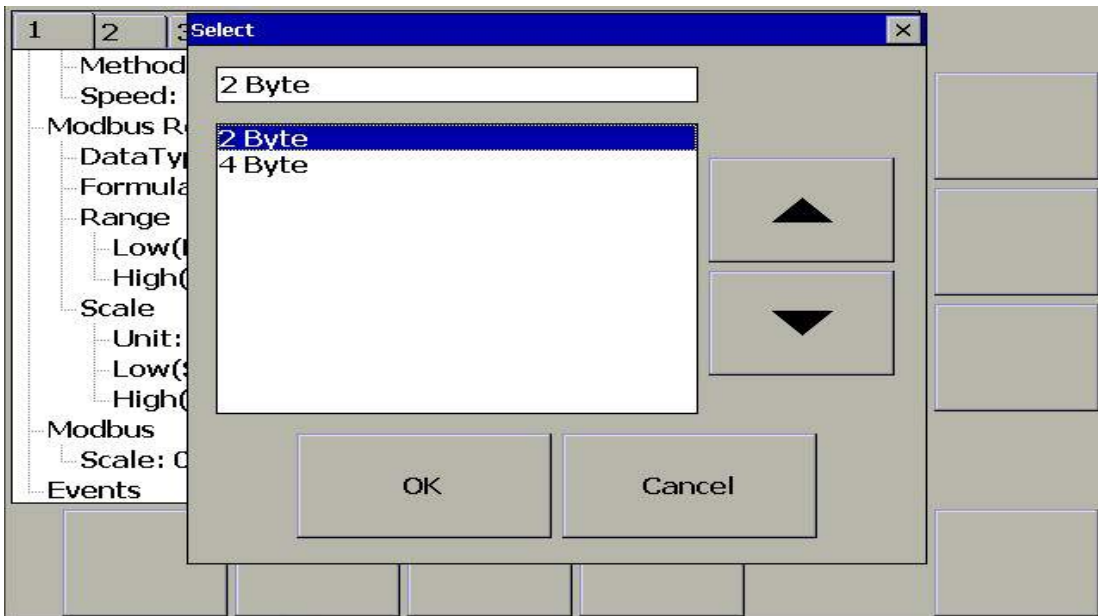 1 2 3
Select
Method
Speed:
Modbus R
DataTy
Formula
Range
Low(
High(
Scale
Unit:
Low(
High(
Modbus
Scale: 0
Events
2 Byte
2 Byte
4 Byte
OK
Cancel